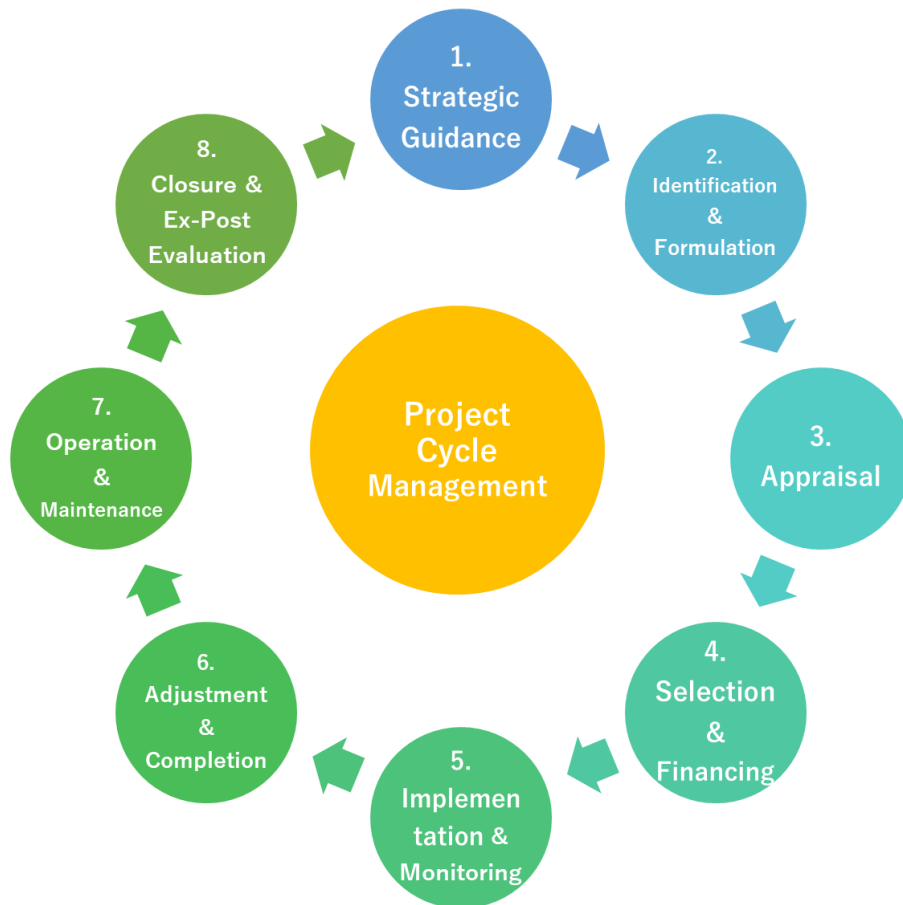 1.
Strategic
Guidance
2.
Identification
&
Formulation
3.
Appraisal
4.
Selection
&
Financing
5.
Implemen
tation &
Monitoring
6.
Adjustment
&
Completion
7.
Operation
&
Maintenance
8.
Closure &
Ex-Post
Evaluation
Project
Cycle
Management